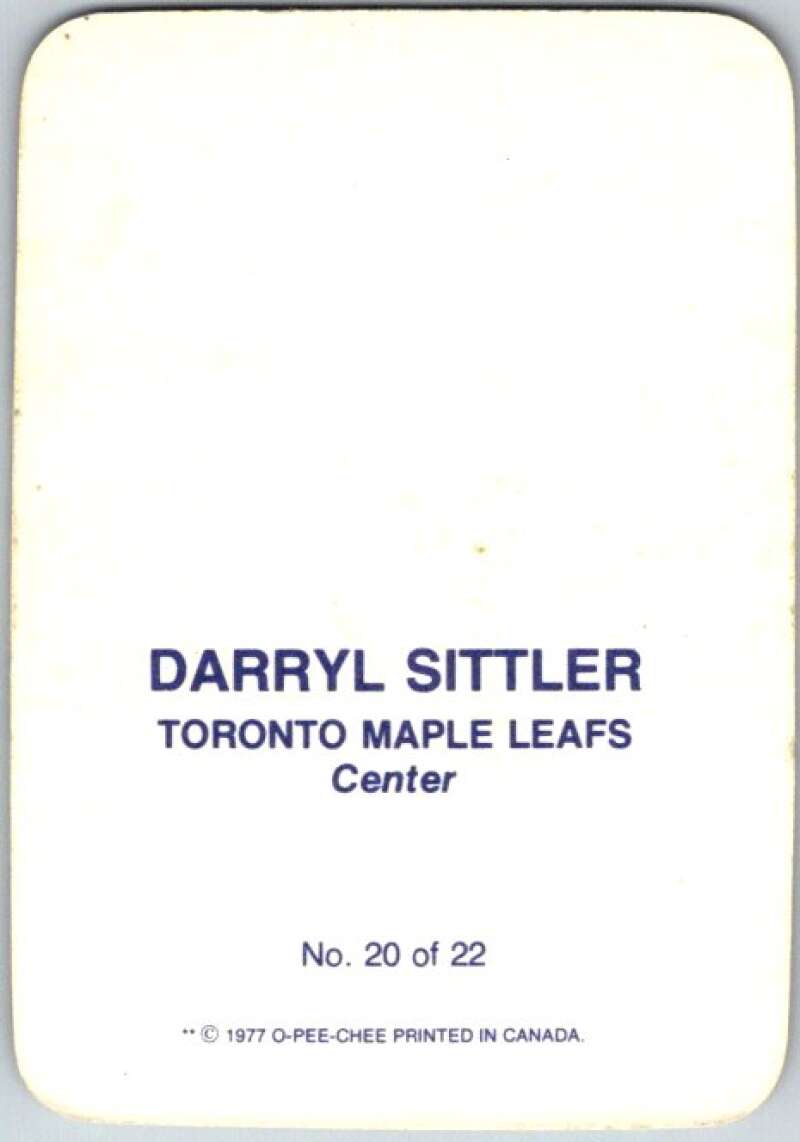 DARRYL SITTLER
TORONTO MAPLE LEAFS
Center
No. 20 of 22
** © 1977 O-PEE-CHEE PRINTED IN CANADA.